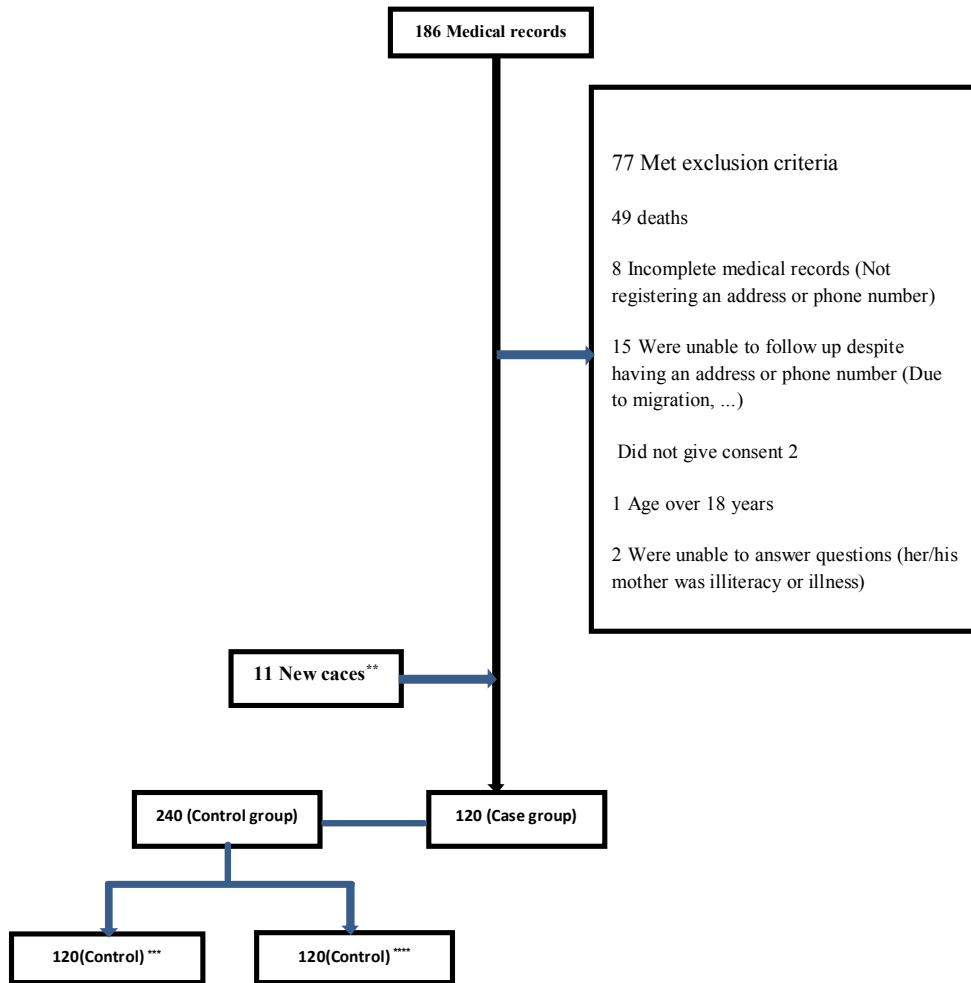 186 Medical records
77 Met exclusion criteria
49 deaths
8 Incomplete medical records (Not
registering an address or phone number)
15 Were unable to follow up despite
having an address or phone number (Due
to migration, ...)
Did not give consent 2
1 Age over 18 years
2 Were unable to answer questions (her/his
mother was illiteracy or illness)
11 New caces**
240 (Control group)
120 (Case group)
120(Control) ***
120(Control) ****